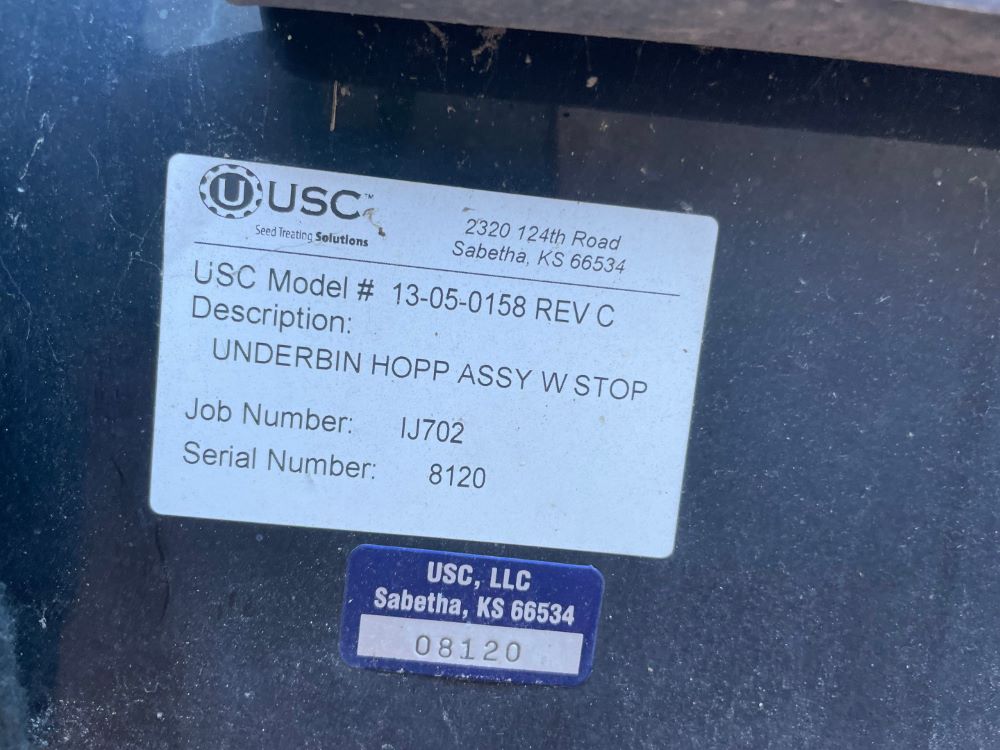 U USC™
Seed Treating Solutions
2320 124th Road
Sabetha, KS 66534
USC Model # 13-05-0158 REV C
Description:
UNDERBIN HOPP ASSY W STOP
Job Number: IJ702
Serial Number: 8120
USC, LLC
Sabetha, KS 66534
08120